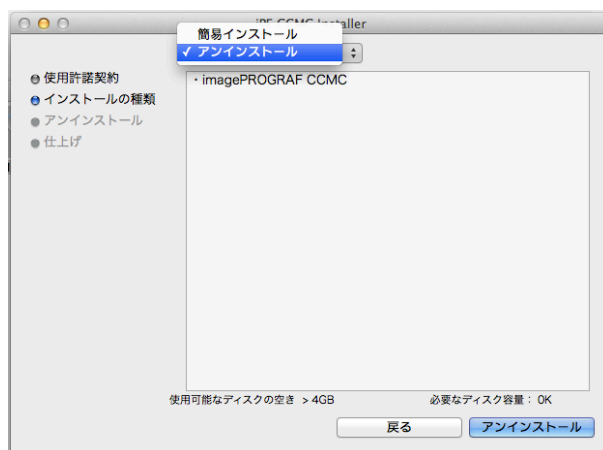 iPF CCMC Installer
簡易インストール
✓ アンインストール
使用許諾契約
インストールの種類
アンインストール
仕上げ
・imagePROGRAF CCMC
使用可能なディスクの空き > 4GB
必要なディスク容量： 0K
戻る
アンインストール